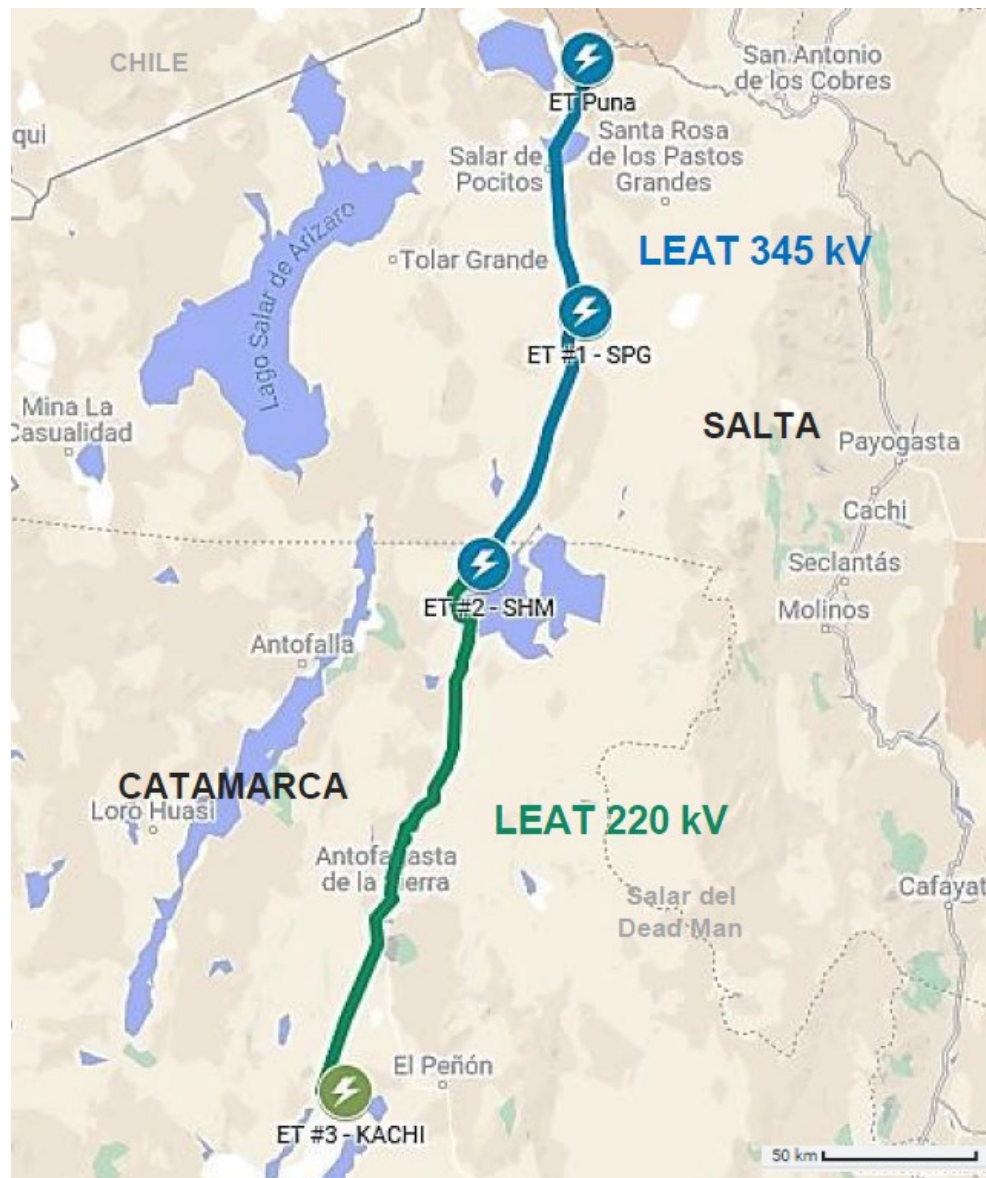 CHILE
San Antonio
de los Cobres
ET Puna
qui
Salar de
Pocitos
Santa Rosa
de los Pastos
Grandes
LEAT 345 kV
Tolar Grande
Lago Salar de Arizaro
ET #1 - SPG
Mina La
Casualidad
SALTA
Payogasta
Cachi
Seclantás
ET #2 - SHM
Molinos
Antofalla
CATAMARCA
Loro Huasi
LEAT 220 kV
Antofagasta
de la Sierra
Salar del
Dead Man
Cafayat
El Peñón
ET #3 - KACHI
50 km